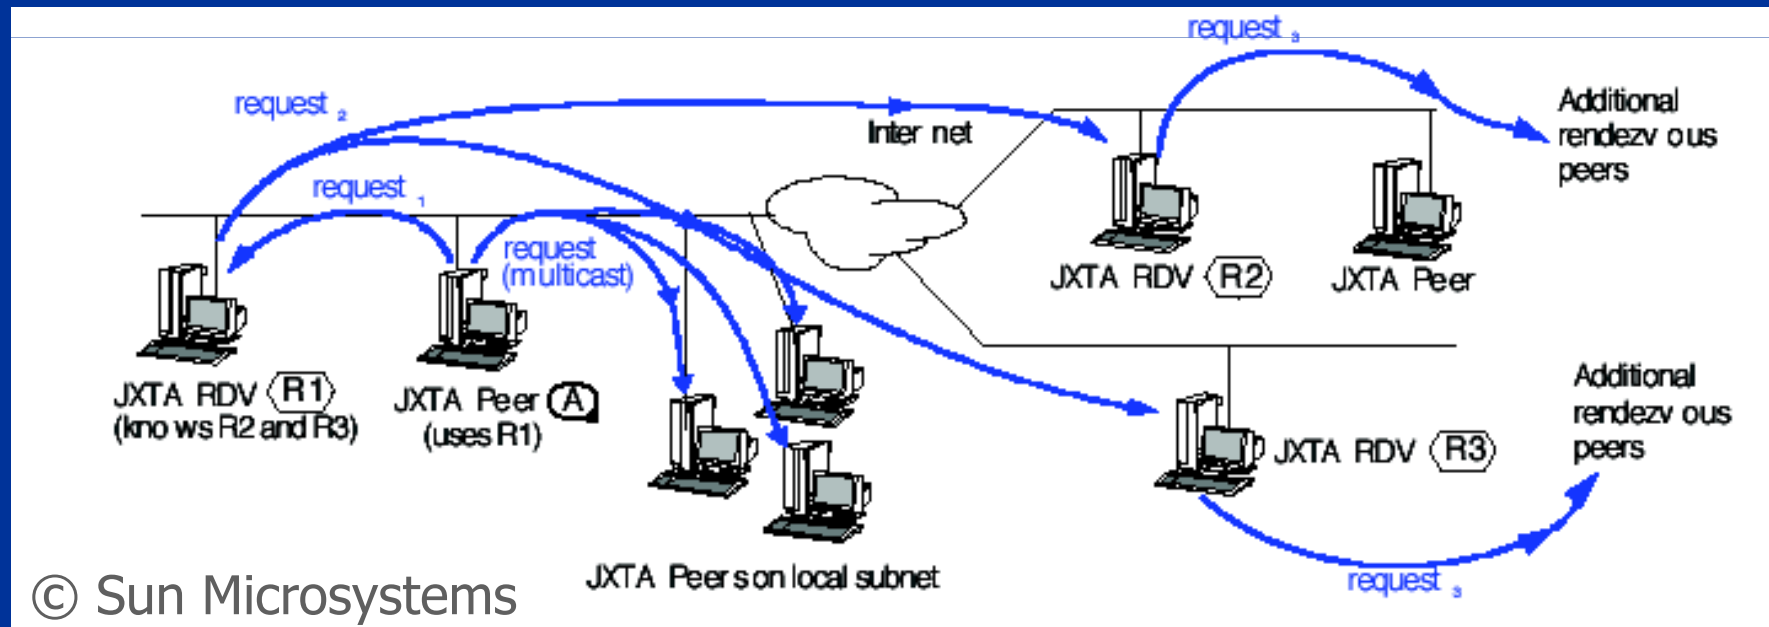 request 3
request 2
Inter net
Additional
rendezv ous
peers
request 1
request
(multicast)
JXTA RDV R2
JXTA Peer
JXTA RDV R1
(kno ws R2 and R3)
JXTA Peer A
(uses R1)
Additional
rendezv ous
peers
JXTA RDV R3
JXTA Peer s on local subnet
request 3
© Sun Microsystems